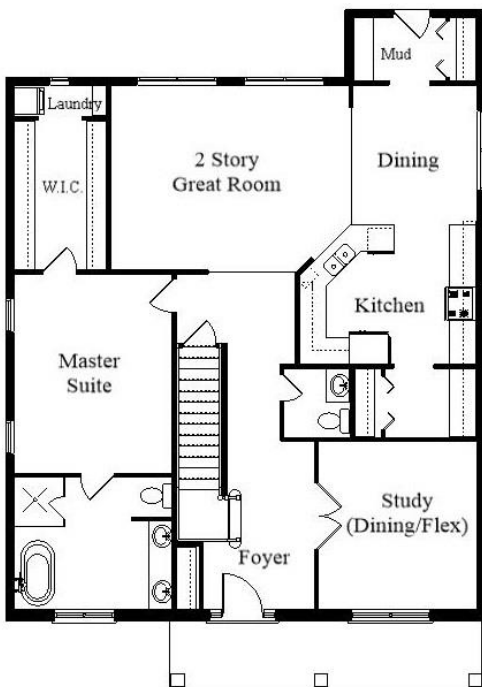 Mud
Laundry
2 Story
Great Room
Dining
W.I.C.
Kitchen
Master
Suite
Study
(Dining/Flex)
Foyer